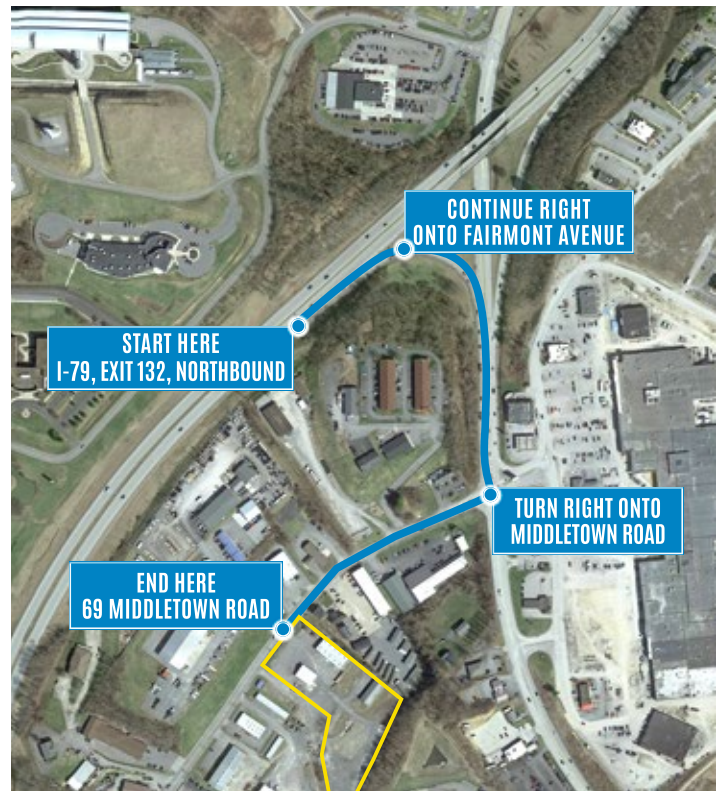 CONTINUE RIGHT
ONTO FAIRMONT AVENUE
START HERE
I-79, EXIT 132, NORTHBOUND
TURN RIGHT ONTO
MIDDLETOWN ROAD
END HERE
69 MIDDLETOWN ROAD